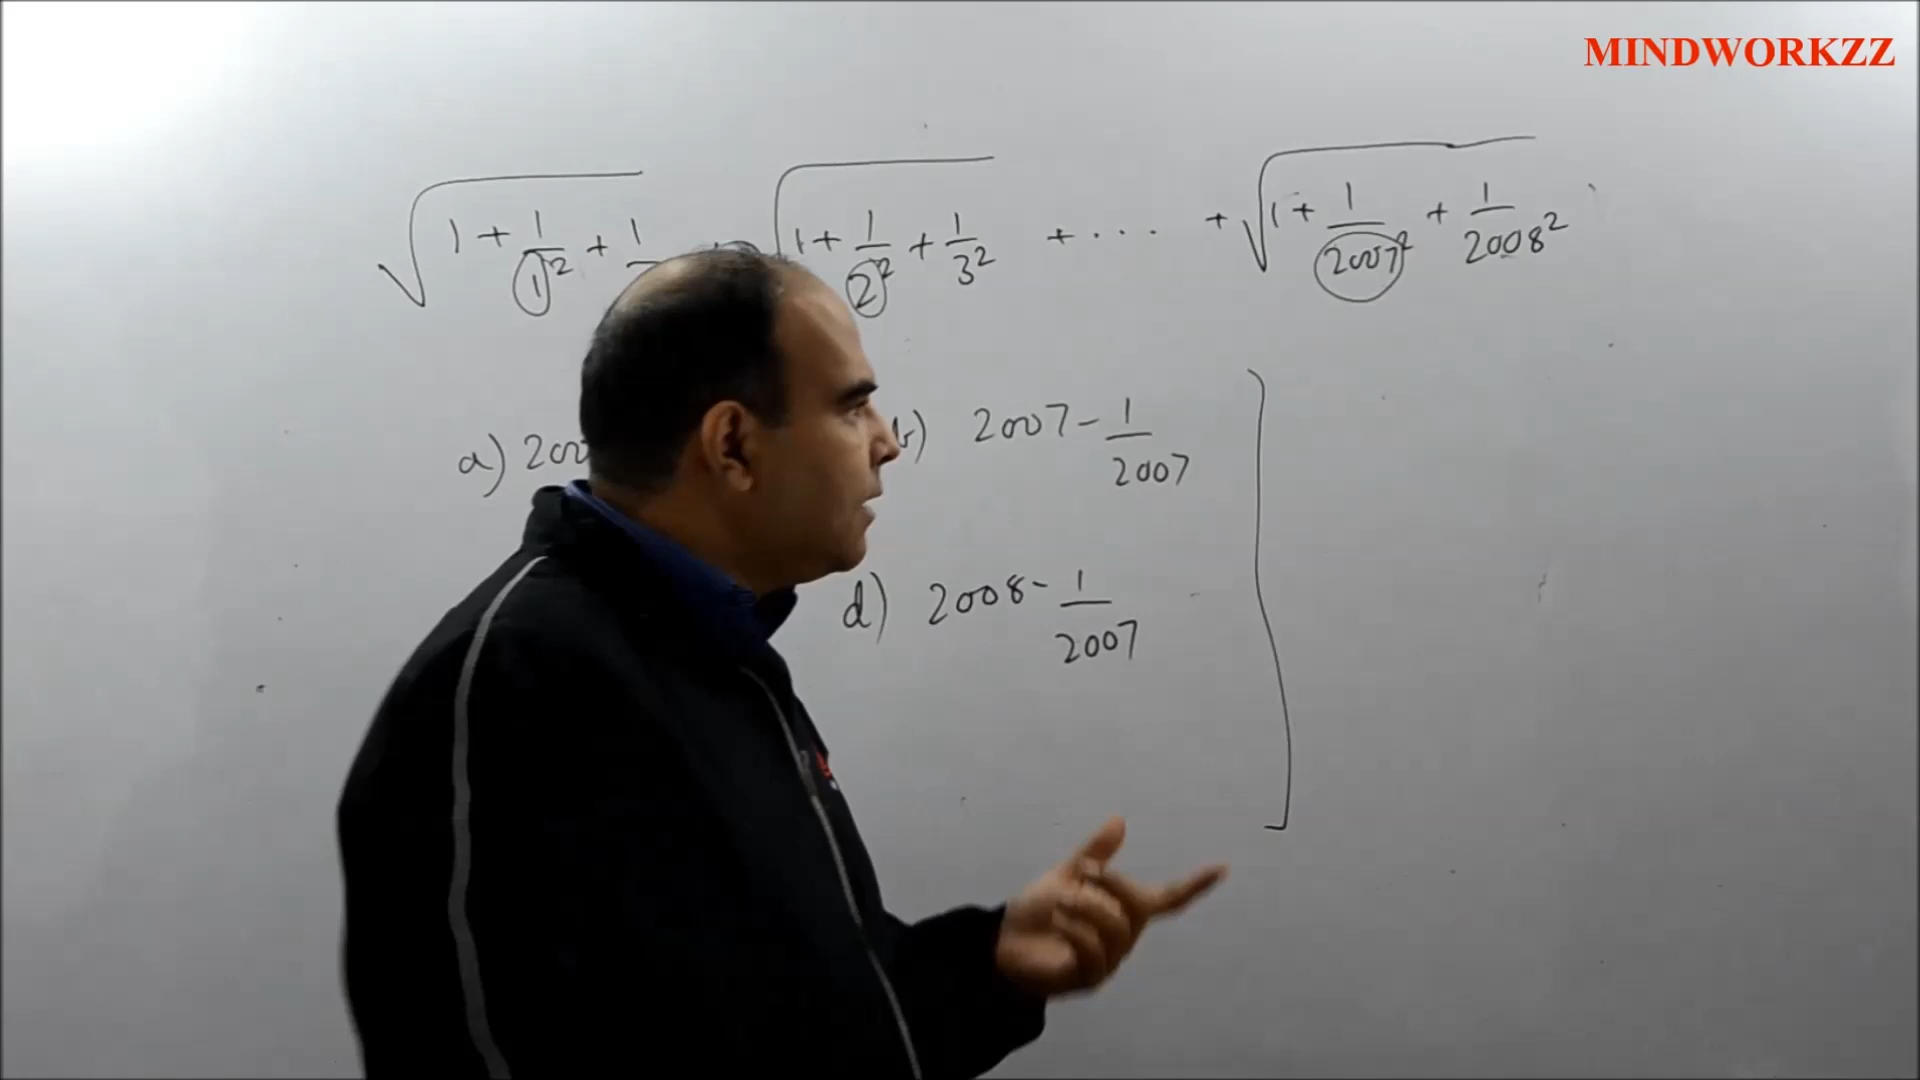 MINDWORKZZ
√(1 + 1/1² + 1/ √(1 + 1/2² + 1/3²) + ... + √(1 + 1/2007² + 1/2008²)
a) 200 b) 2007 - 1/2007
d) 2008 - 1/2007